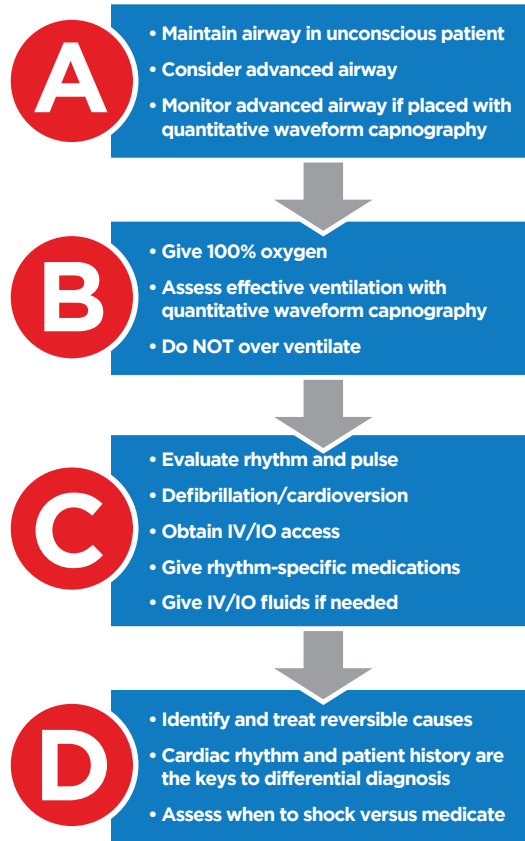 A
• Maintain airway in unconscious patient
• Consider advanced airway
• Monitor advanced airway if placed with
quantitative waveform capnography
B
• Give 100% oxygen
• Assess effective ventilation with
quantitative waveform capnography
• Do NOT over ventilate
C
• Evaluate rhythm and pulse
• Defibrillation/cardioversion
• Obtain IV/IO access
• Give rhythm-specific medications
• Give IV/IO fluids if needed
D
• Identify and treat reversible causes
• Cardiac rhythm and patient history are
the keys to differential diagnosis
• Assess when to shock versus medicate